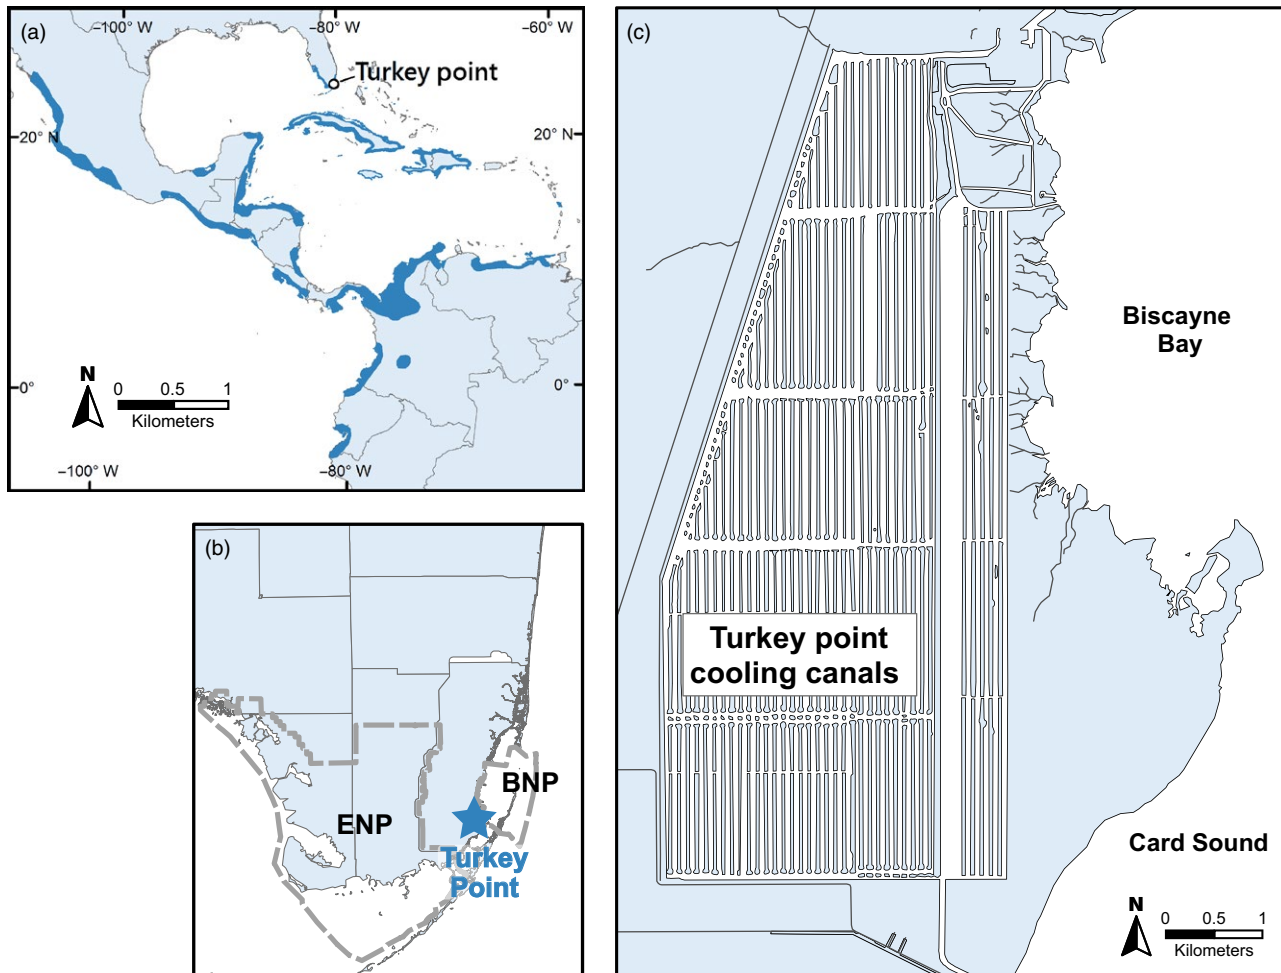 (a)
−100° W
−80° W
−60° W
Turkey point
20° N
20° N
0°
0°
N
0 0.5 1
Kilometers
−100° W
−80° W
(b)
BNP
ENP
Turkey
Point
(c)
Biscayne
Bay
Turkey point
cooling canals
Card Sound
N
0 0.5 1
Kilometers